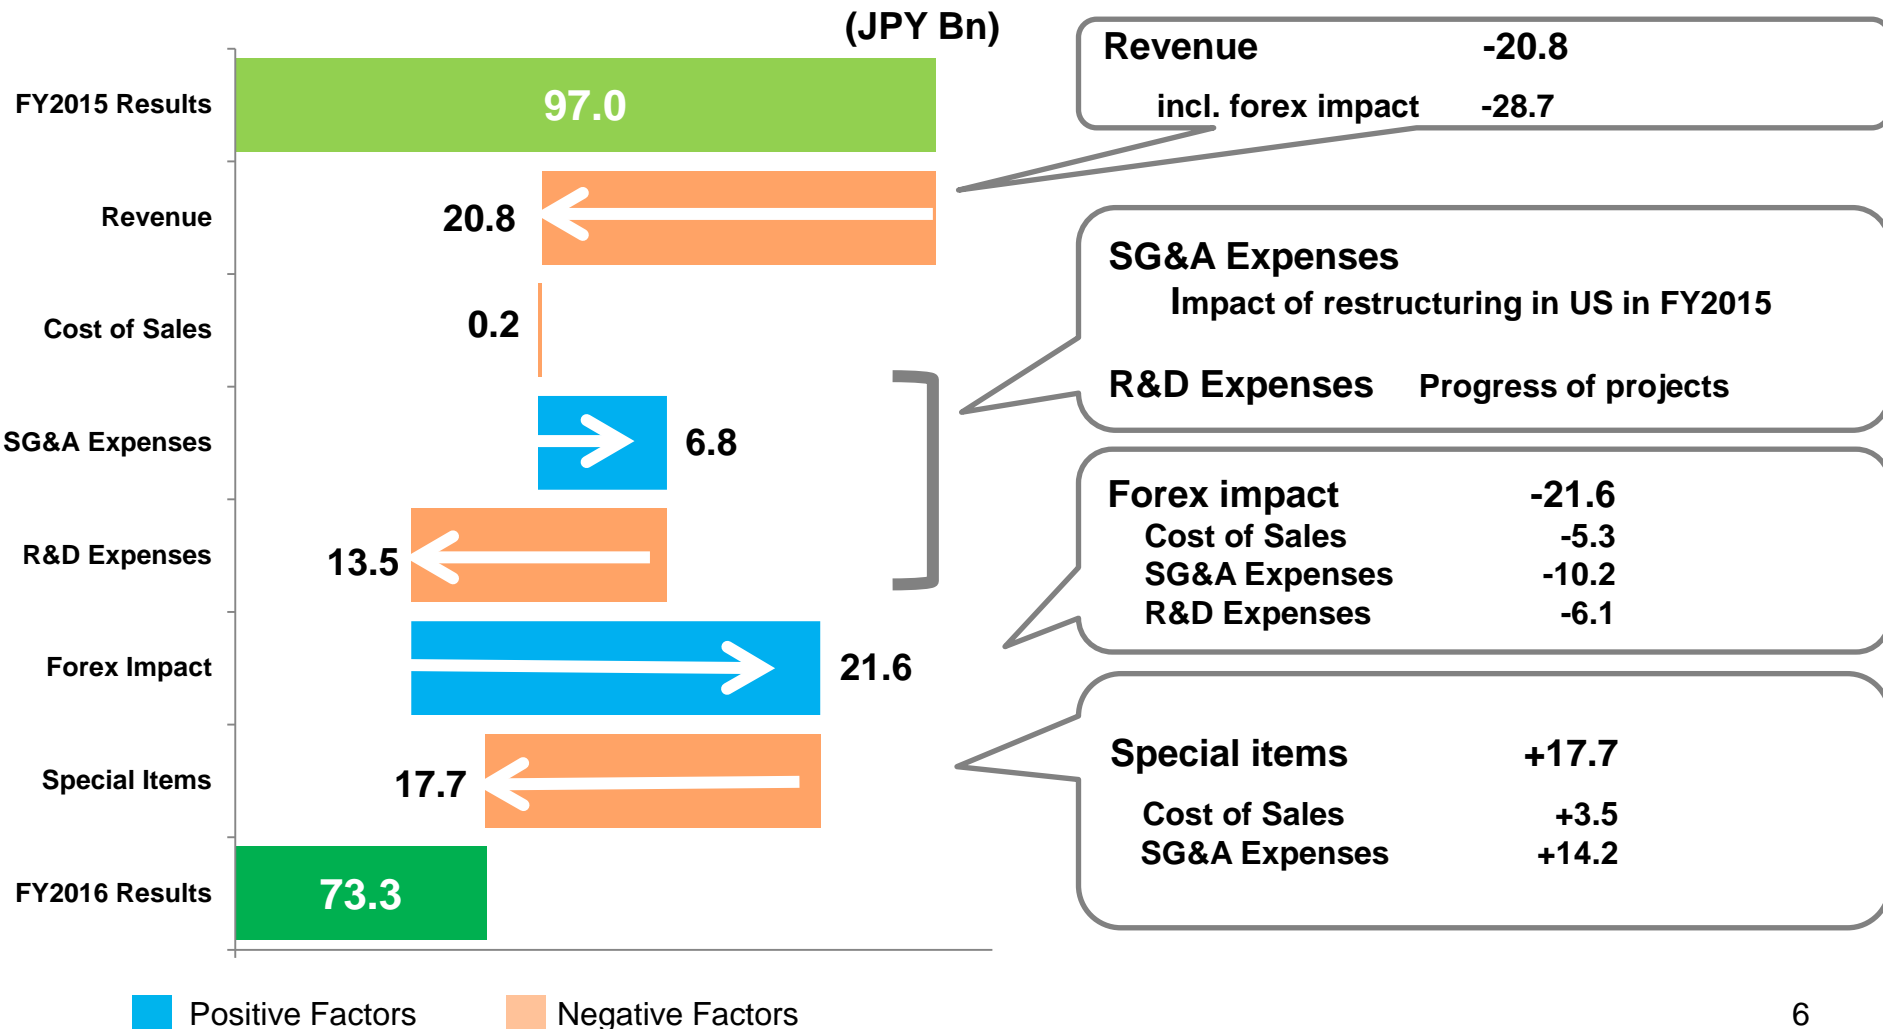 (JPY Bn)
FY2015 Results
97.0
Revenue
20.8
Cost of Sales
0.2
SG&A Expenses
6.8
R&D Expenses
13.5
Forex Impact
21.6
Special Items
17.7
FY2016 Results
73.3
Positive Factors
Negative Factors
Revenue -20.8
incl. forex impact -28.7
SG&A Expenses
Impact of restructuring in US in FY2015
R&D Expenses Progress of projects
Forex impact -21.6
Cost of Sales -5.3
SG&A Expenses -10.2
R&D Expenses -6.1
Special items +17.7
Cost of Sales +3.5
SG&A Expenses +14.2
6